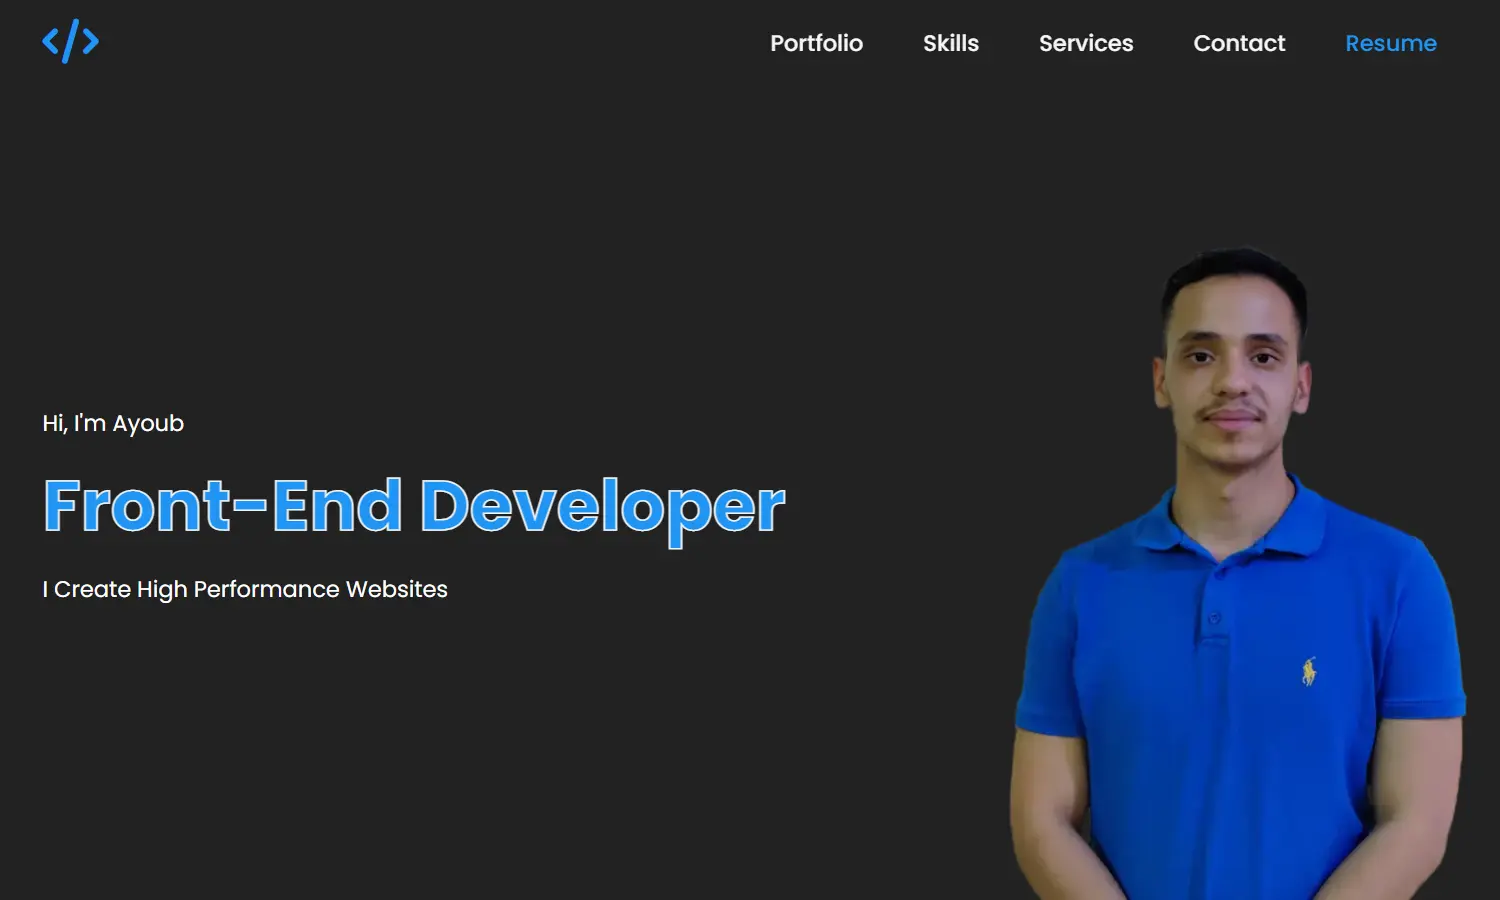 </>
Portfolio Skills Services Contact Resume
Hi, I'm Ayoub
Front-End Developer
I Create High Performance Websites